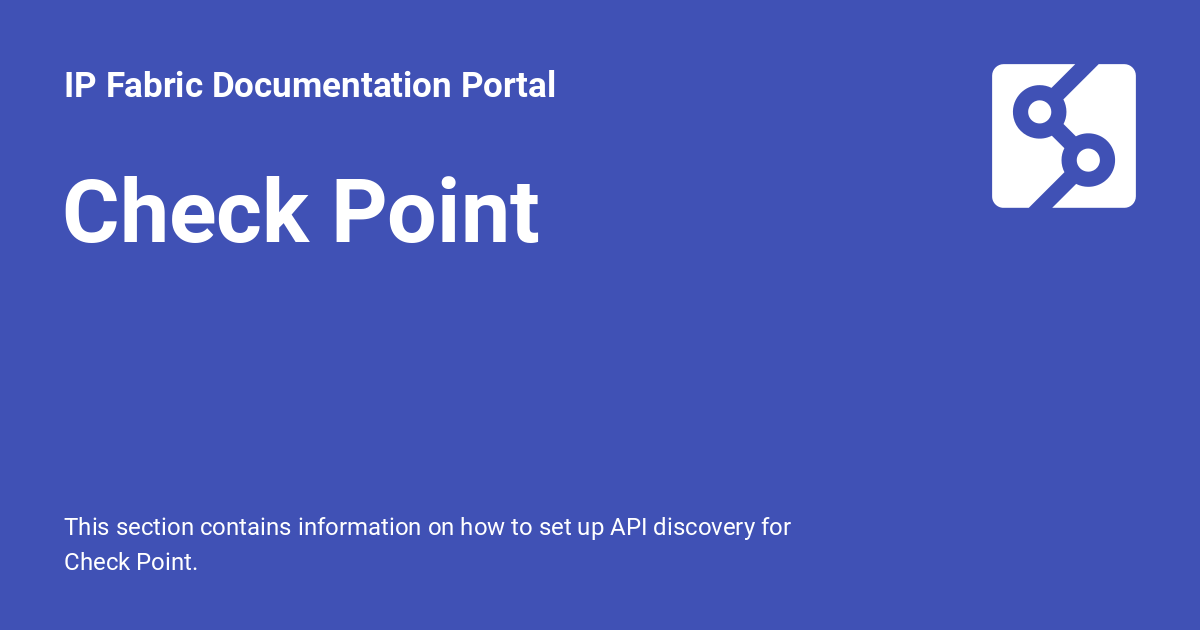 IP Fabric Documentation Portal
Check Point
This section contains information on how to set up API discovery for
Check Point.